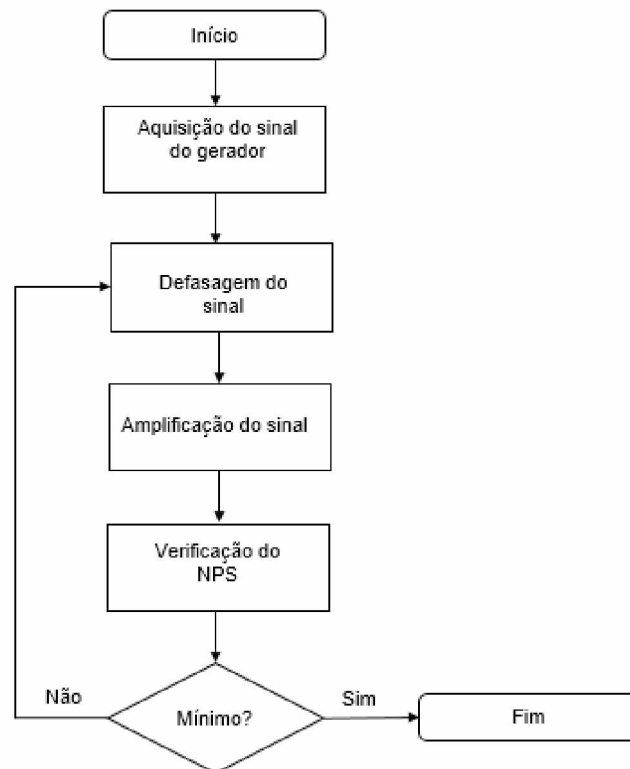 Início
Aquisição do sinal
do gerador
Defasagem do
sinal
Amplificação do sinal
Verificação do
NPS
Não
Mínimo?
Sim
Fim